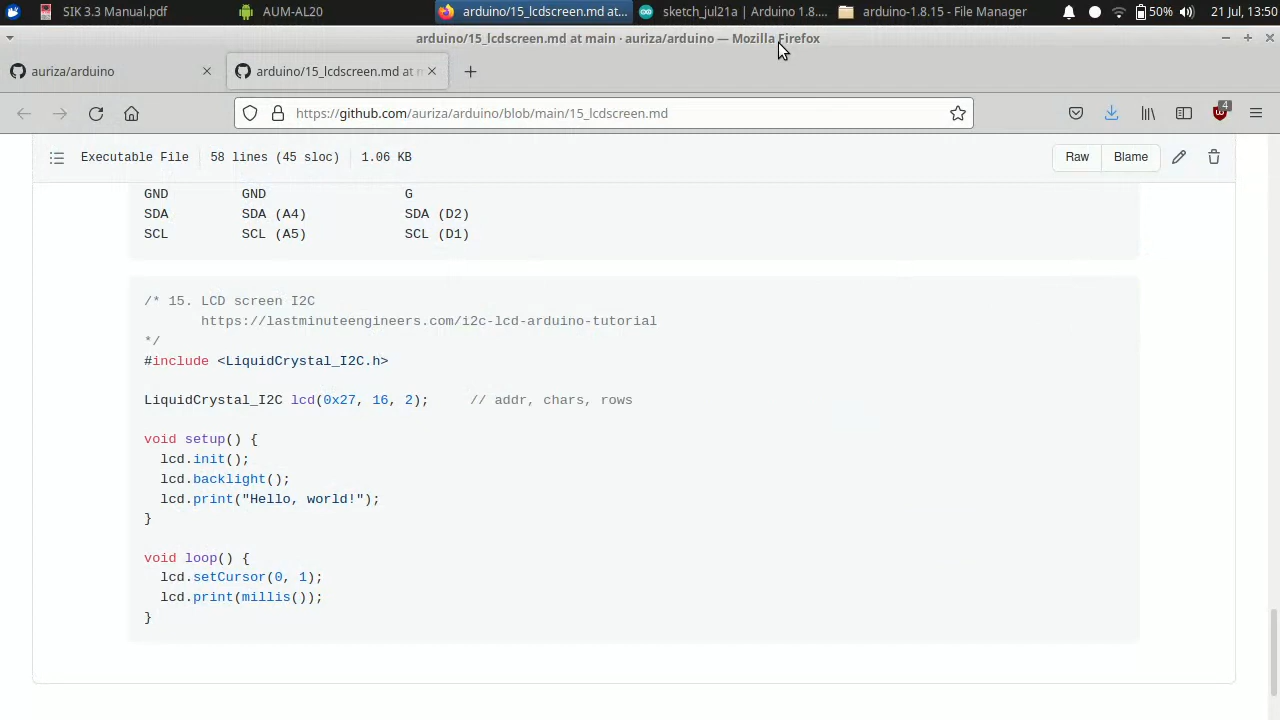 SIK 3.3 Manual.pdf
AUM-AL20
arduino/15_lcdscreen.md at...
sketch_jul21a | Arduino 1.8....
arduino-1.8.15 - File Manager
50%
21 Jul, 13:50
arduino/15_lcdscreen.md at main · auriza/arduino — Mozilla Firefox
auriza/arduino
arduino/15_lcdscreen.md at m
https://github.com/auriza/arduino/blob/main/15_lcdscreen.md
4
Executable File
58 lines (45 sloc)
1.06 KB
Raw
Blame
GND GND G
SDA SDA (A4) SDA (D2)
SCL SCL (A5) SCL (D1)
/* 15. LCD screen I2C
https://lastminuteengineers.com/i2c-lcd-arduino-tutorial
*/
#include <LiquidCrystal_I2C.h>
LiquidCrystal_I2C lcd(0x27, 16, 2); // addr, chars, rows
void setup() {
lcd.init();
lcd.backlight();
lcd.print("Hello, world!");
}
void loop() {
lcd.setCursor(0, 1);
lcd.print(millis());
}